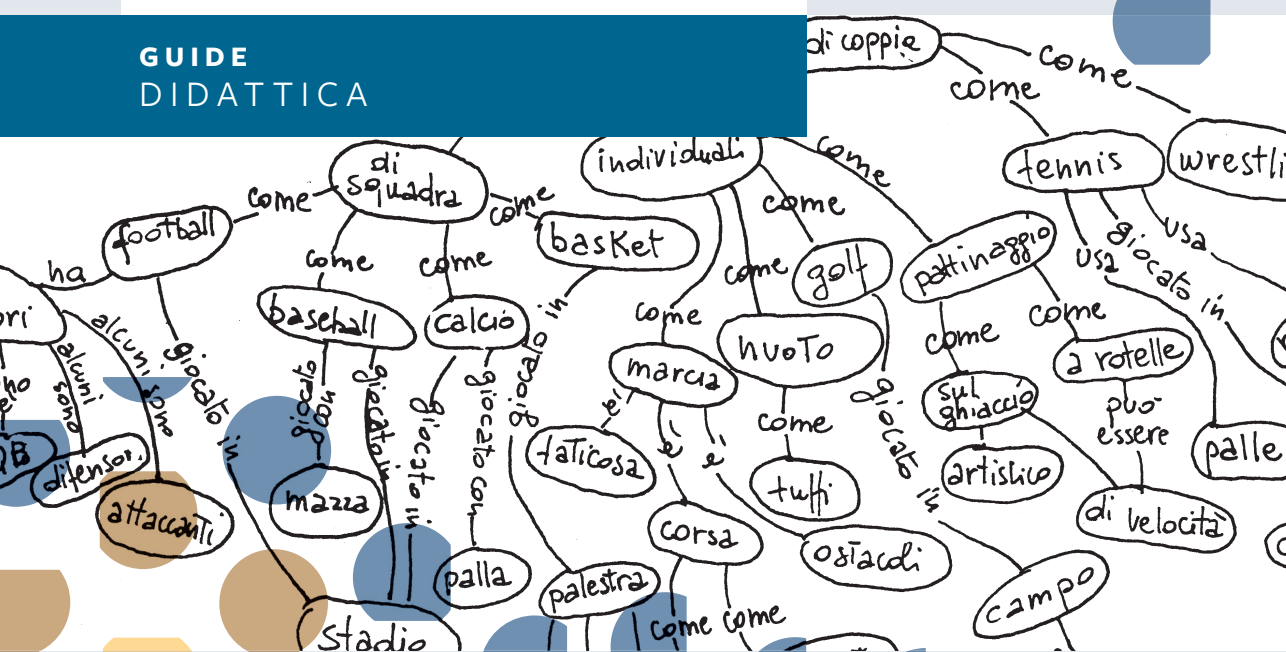 GUIDE
DIDATTICA
di coppia
come
come
di
squadra
individuali
come
tennis
wrestli
come
come
come
football
basket
usa
giocato in
usa
pattinaggio
ha
come
come
come
golf
ori
baseball
calcio
come
nuoto
come
come
a rotelle
alcuni sono
alcuni
sono
giocato in
giocato
con
giocato in
giocato in
giocato con
giocato in
marcia
è
è
è
come
giocato in
sul
ghiaccio
può
essere
QB
difensori
attaccanti
mazza
faticosa
tuffi
artistico
palle
di velocità
corsa
ostacoli
palla
palestra
campo
come come
stadio